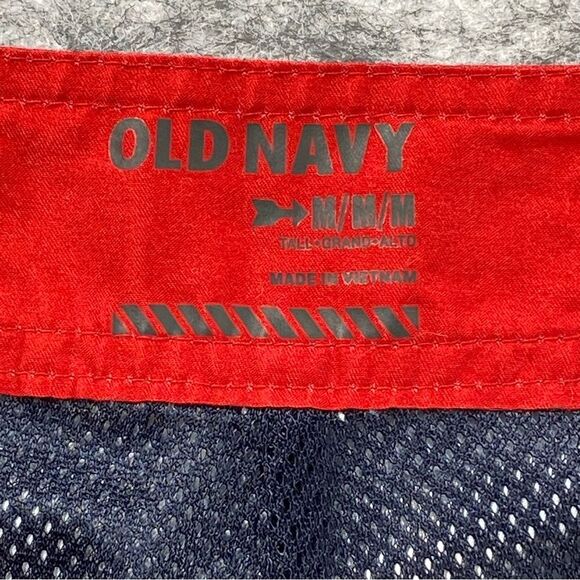 OLD NAVY
M/M/M
TALL•GRAND•ALTO
MADE IN VIETNAM